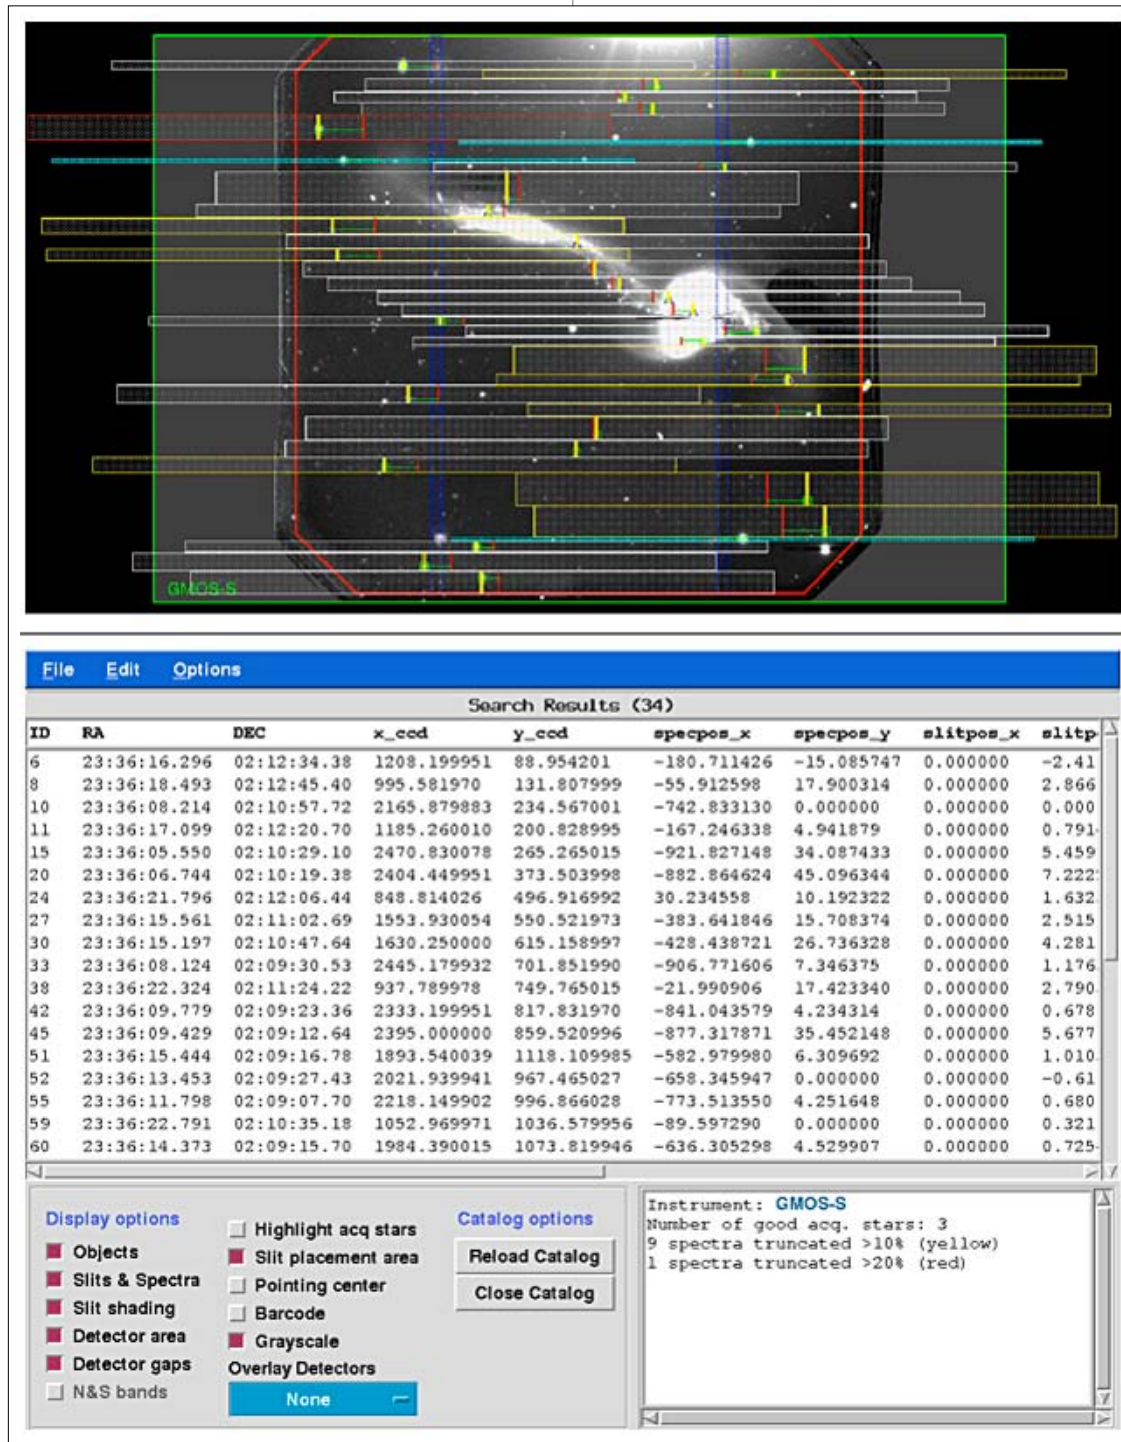 GMOS-S
File Edit Options
Search Results (34)
ID RA DEC x_ccd y_ccd specpos_x specpos_y slitpos_x slitp
6 23:36:16.296 02:12:34.38 1208.199951 88.954201 -180.711426 -15.085747 0.000000 -2.41
8 23:36:18.493 02:12:45.40 995.581970 131.807999 -55.912598 17.900314 0.000000 2.866
10 23:36:08.214 02:10:57.72 2165.879883 234.567001 -742.833130 0.000000 0.000000 0.000
11 23:36:17.099 02:12:20.70 1185.260010 200.828995 -167.246338 4.941879 0.000000 0.791
15 23:36:05.550 02:10:29.10 2470.830078 265.265015 -921.827148 34.087433 0.000000 5.459
20 23:36:06.744 02:10:19.38 2404.449951 373.503998 -882.864624 45.096344 0.000000 7.222
24 23:36:21.796 02:12:06.44 848.814026 496.916992 30.234558 10.192322 0.000000 1.632
27 23:36:15.561 02:11:02.69 1553.930054 550.521973 -383.641846 15.708374 0.000000 2.515
30 23:36:15.197 02:10:47.64 1630.250000 615.158997 -428.438721 26.736328 0.000000 4.281
33 23:36:08.124 02:09:30.53 2445.179932 701.851990 -906.771606 7.346375 0.000000 1.176
38 23:36:22.324 02:11:24.22 937.789978 749.765015 -21.990906 17.423340 0.000000 2.790
42 23:36:09.779 02:09:23.36 2333.199951 817.831970 -841.043579 4.234314 0.000000 0.678
45 23:36:09.429 02:09:12.64 2395.000000 859.520996 -877.317871 35.452148 0.000000 5.677
51 23:36:15.444 02:09:16.78 1893.540039 1118.109985 -582.979980 6.309692 0.000000 1.010
52 23:36:13.453 02:09:27.43 2021.939941 967.465027 -658.345947 0.000000 0.000000 -0.61
55 23:36:11.798 02:09:07.70 2218.149902 996.866028 -773.513550 4.251648 0.000000 0.680
59 23:36:22.791 02:10:35.18 1052.969971 1036.579956 -89.597290 0.000000 0.000000 0.321
60 23:36:14.373 02:09:15.70 1984.390015 1073.819946 -636.305298 4.529907 0.000000 0.725
Display options
Objects
Slits & Spectra
Slit shading
Detector area
Detector gaps
N&S bands
Highlight acq stars
Slit placement area
Pointing center
Barcode
Grayscale
Overlay Detectors
None
Catalog options
Reload Catalog
Close Catalog
Instrument: GMOS-S
Number of good acq. stars: 3
9 spectra truncated >10% (yellow)
1 spectra truncated >20% (red)